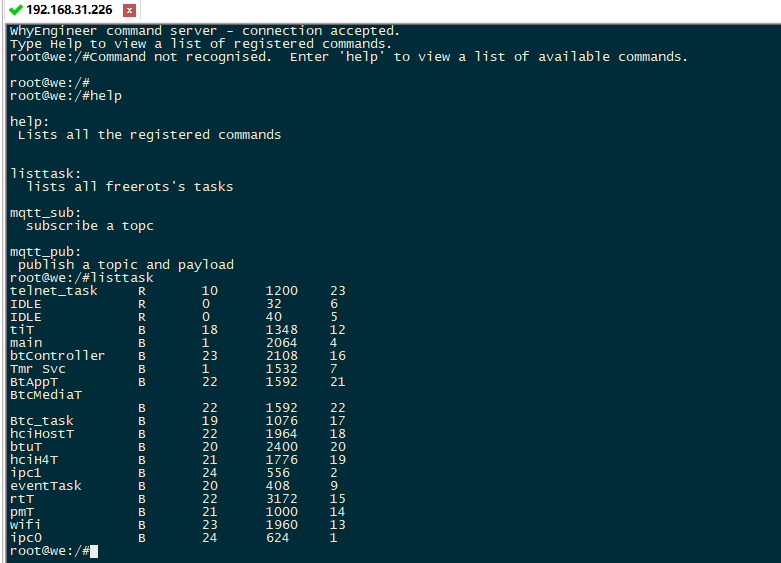 192.168.31.226
WhyEngineer command server - connection accepted.
Type Help to view a list of registered commands.
root@we:/#Command not recognised.  Enter 'help' to view a list of available commands.
root@we:/#
root@we:/#help
help:
Lists all the registered commands
listtask:
lists all freerots's tasks
mqtt_sub:
subscribe a topc
mqtt_pub:
publish a topic and payload
root@we:/#listtask
telnet_task R 10 1200 23
IDLE R 0 32 6
IDLE R 0 40 5
tiT B 18 1348 12
main B 1 2064 4
btController B 23 2108 16
Tmr Svc B 1 1532 7
BtAppT B 22 1592 21
BtcMediaT
B 22 1592 22
Btc_task B 19 1076 17
hciHostT B 22 1964 18
btuT B 20 2400 20
hciH4T B 21 1776 19
ipc1 B 24 556 2
eventTask B 20 408 9
rtT B 22 3172 15
pmT B 21 1000 14
wifi B 23 1960 13
ipc0 B 24 624 1
root@we:/#